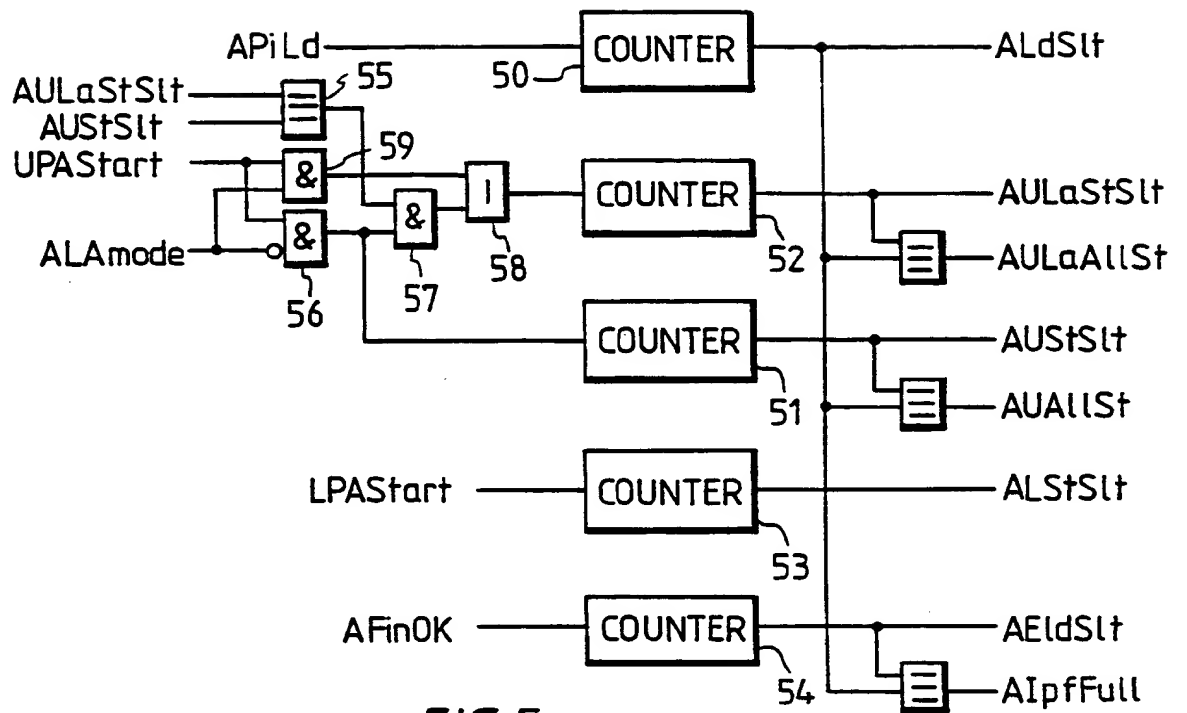 APiLd
COUNTER
50
ALdSlt
AULaStSlt
AUStSlt
55
UPAStart
&
59
ALAmode
&
56
&
57
1
58
COUNTER
52
AULaStSlt
AULaAllSt
COUNTER
51
AUStSlt
AUAllSt
LPAStart
COUNTER
53
ALStSlt
AFinOK
COUNTER
54
AEldSlt
AIpfFull